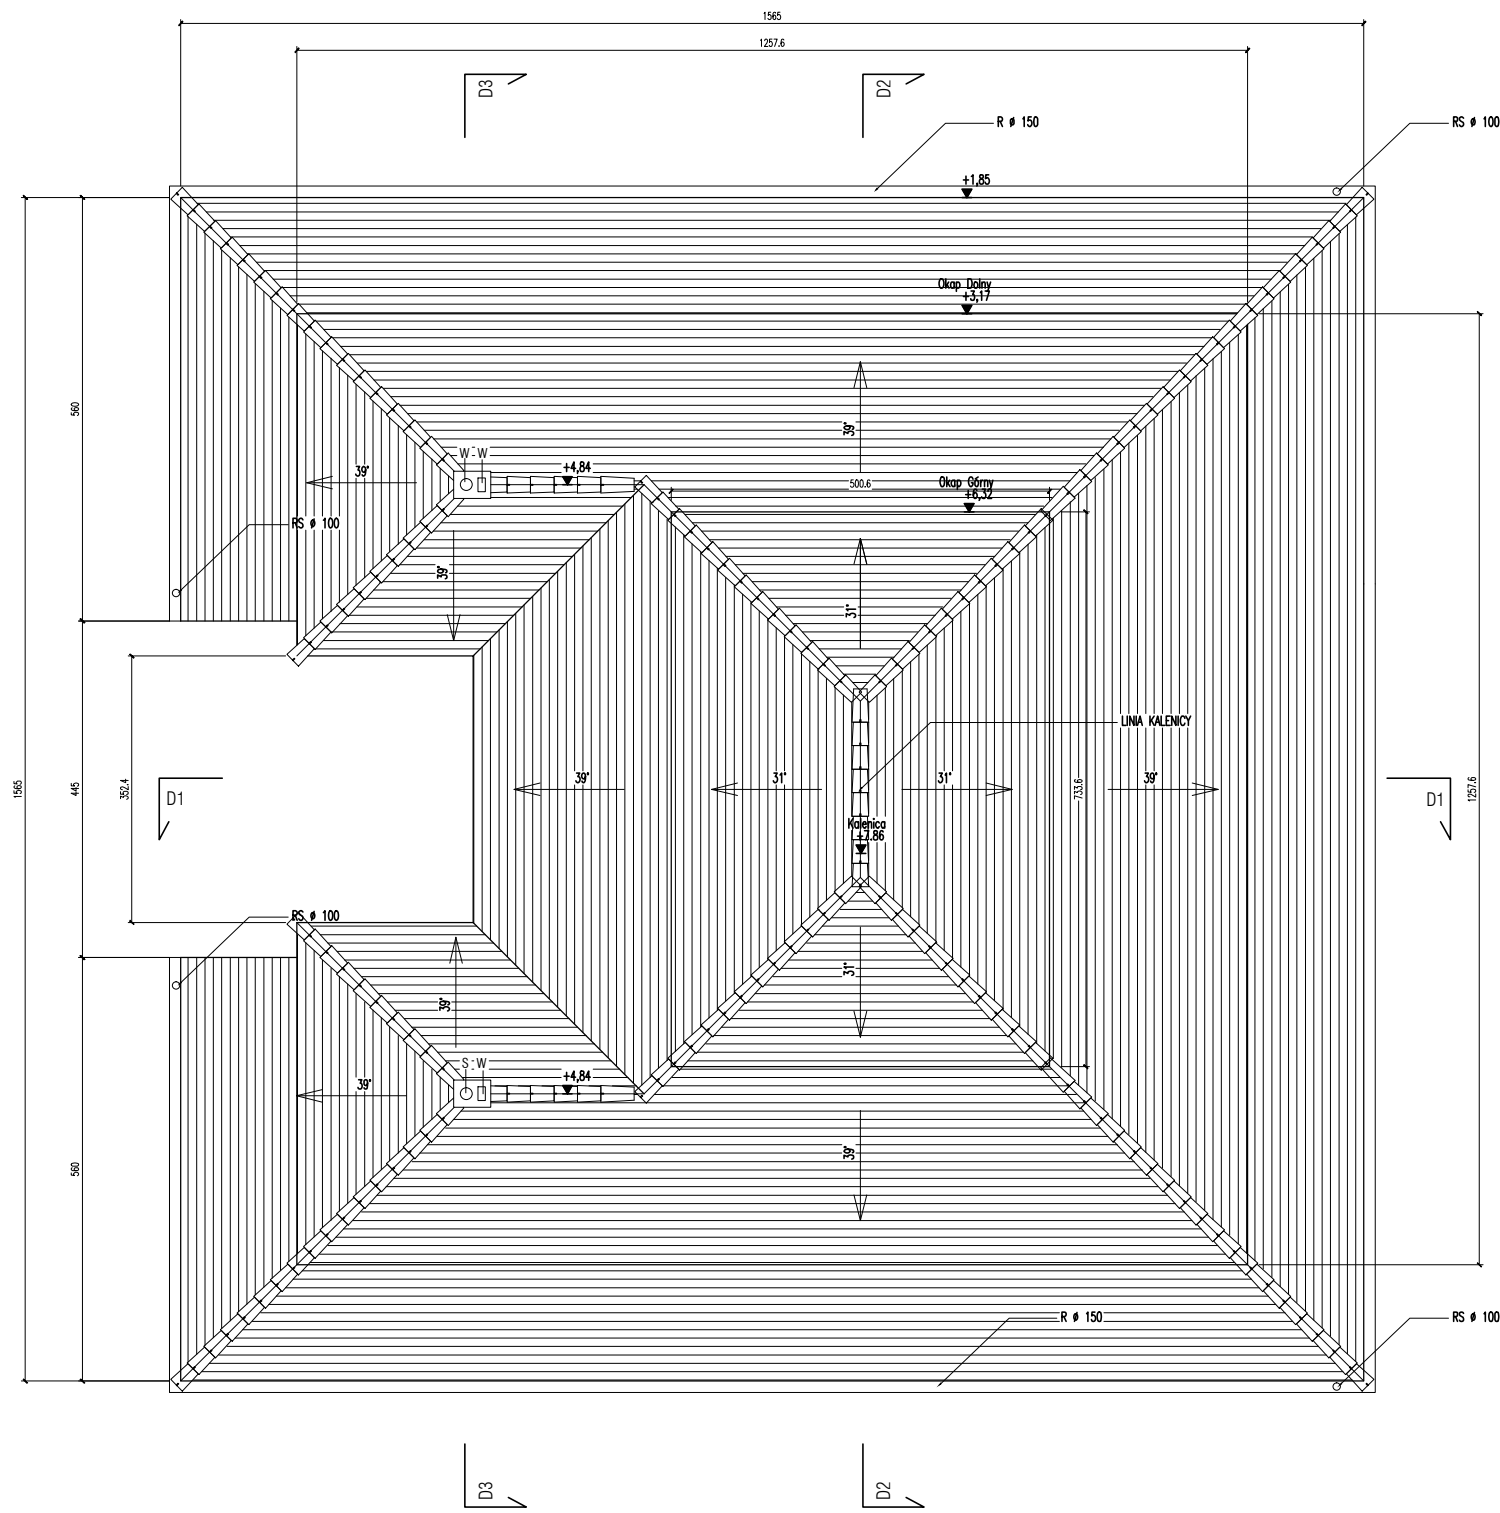 1565
1257.6
D3
D2
R ø 150
RS ø 100
+1,85
Okap Dolny
+3,17
560
39°
W W
39°
+4,84
500.6
Okap Górny
+6,32
RS ø 100
39°
31°
LINIA KALENICY
1565
445
352.4
D1
39°
31°
31°
733.6
39°
1257.6
D1
Kalenica
+7.86
RS ø 100
39°
31°
S W
39°
+4,84
39°
560
R ø 150
RS ø 100
D3
D2